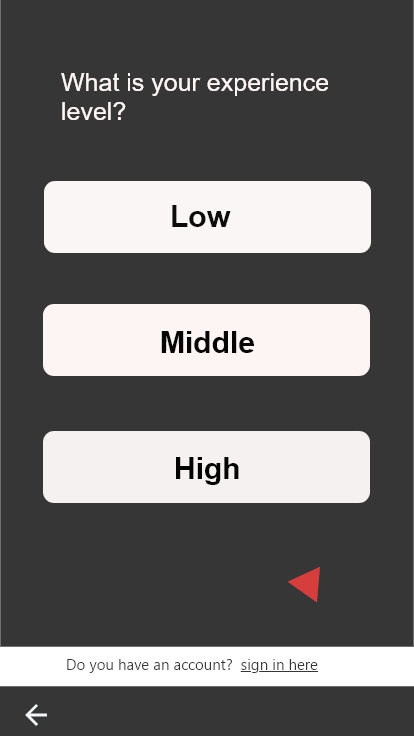 What is your experience
level?
Low
Middle
High
Do you have an account? sign in here